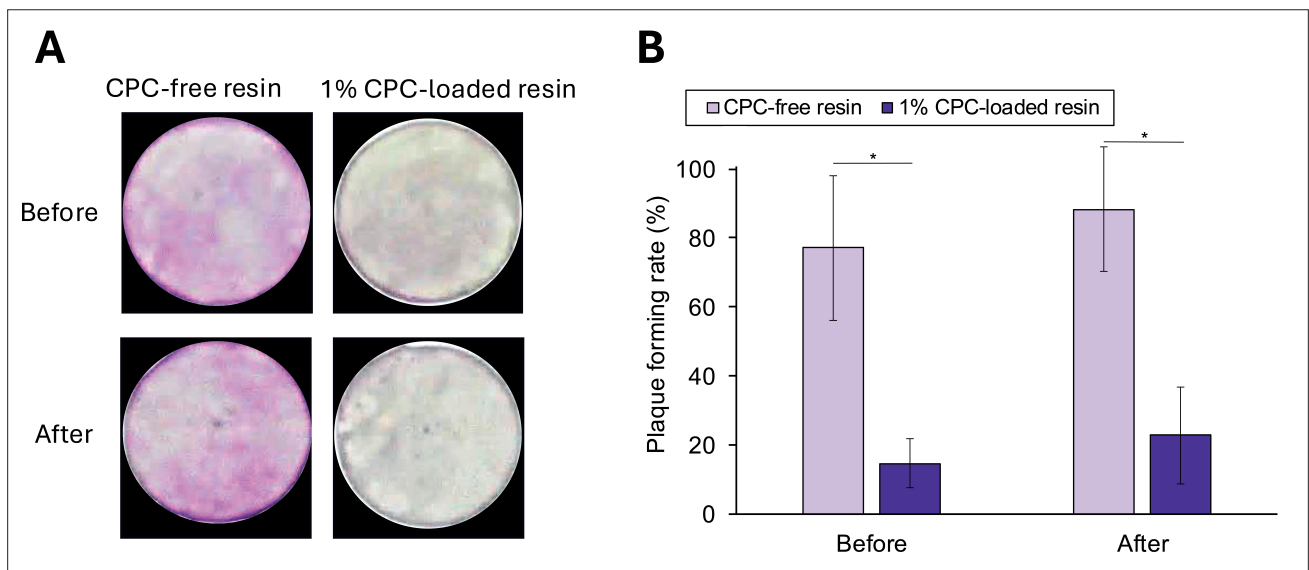 A
CPC-free resin
1% CPC-loaded resin
Before
After
B
CPC-free resin
1% CPC-loaded resin
*
*
Plaque forming rate (%)
100
80
60
40
20
0
Before
After